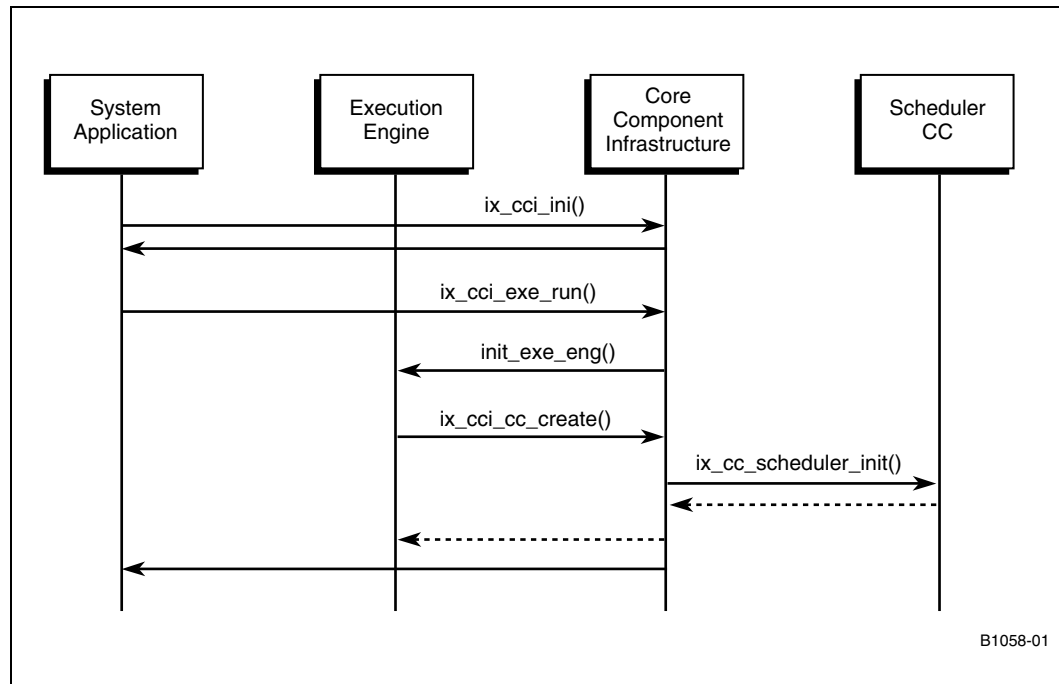 System
Application
Execution
Engine
Core
Component
Infrastructure
Scheduler
CC
ix_cci_ini()
ix_cci_exe_run()
init_exe_eng()
ix_cci_cc_create()
ix_cc_scheduler_init()
B1058-01